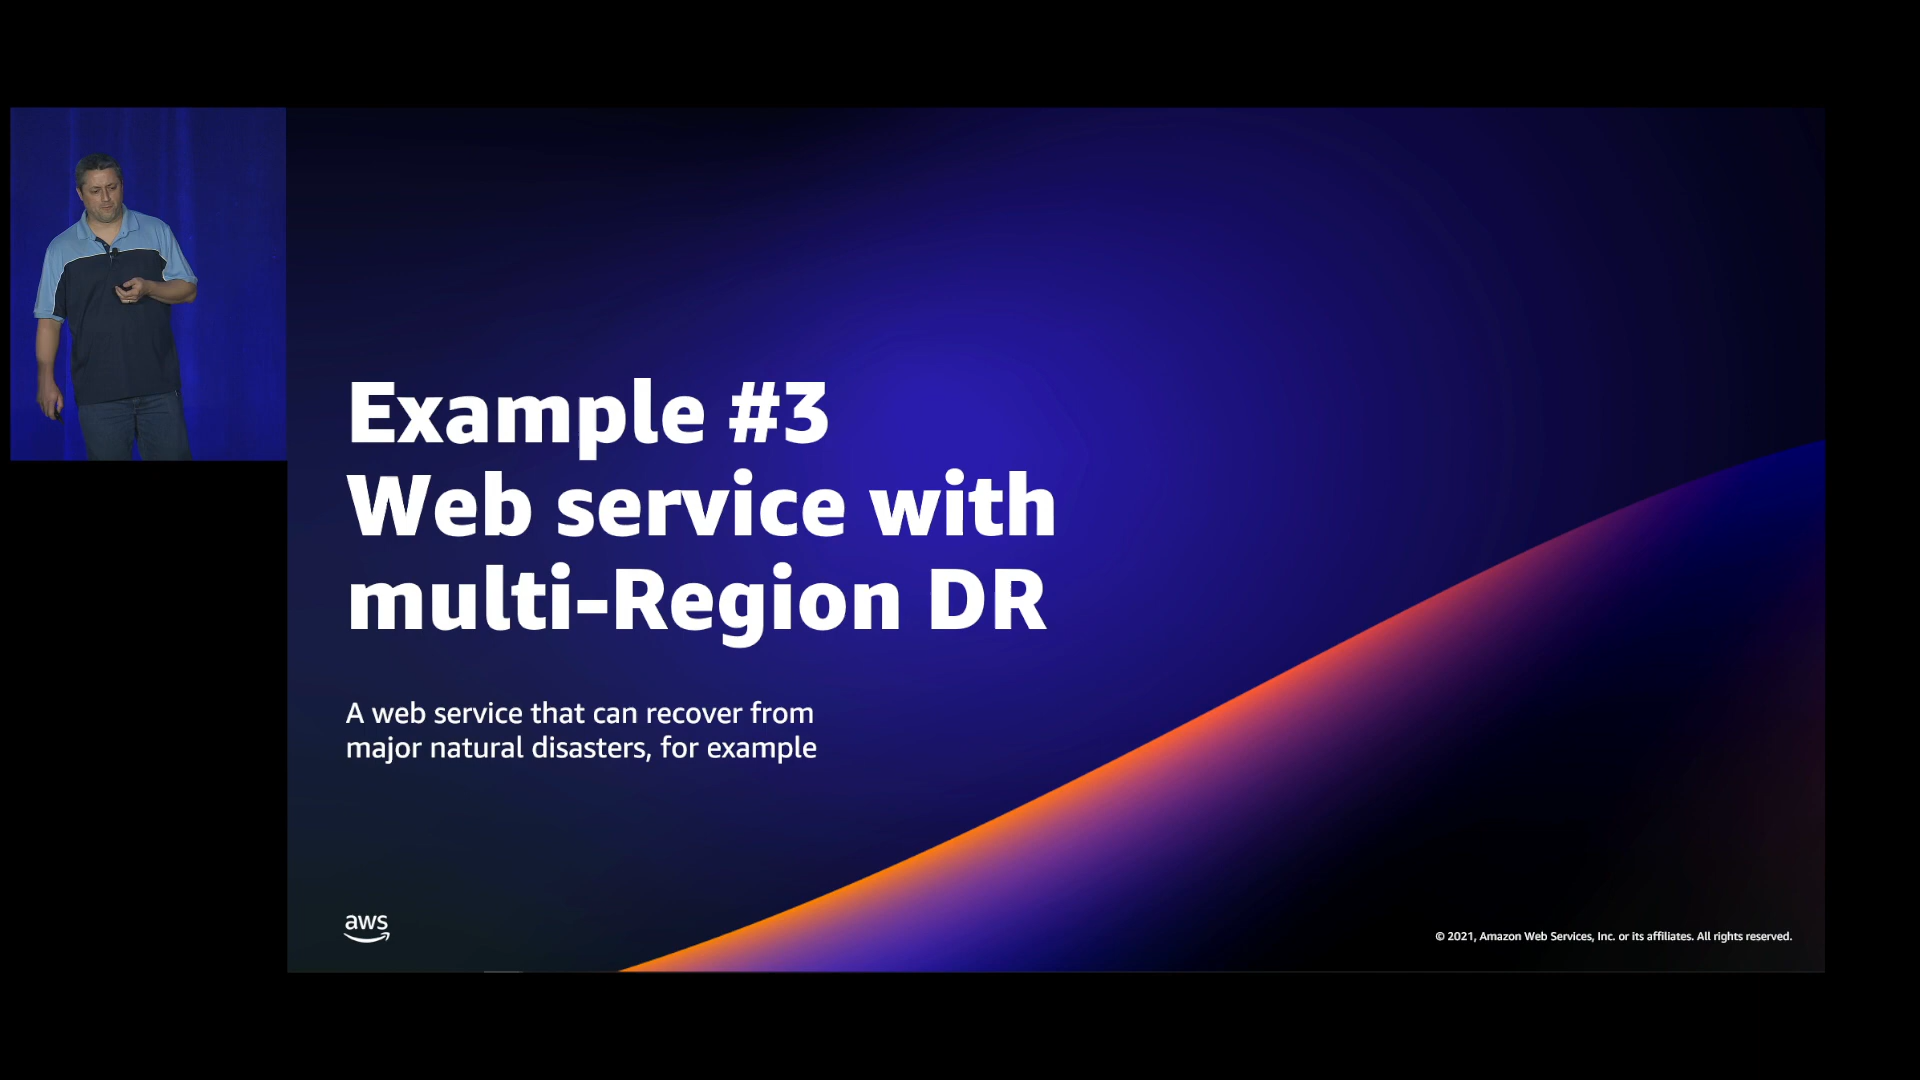 Example #3
Web service with
multi-Region DR
A web service that can recover from
major natural disasters, for example
aws
© 2021, Amazon Web Services, Inc. or its affiliates. All rights reserved.